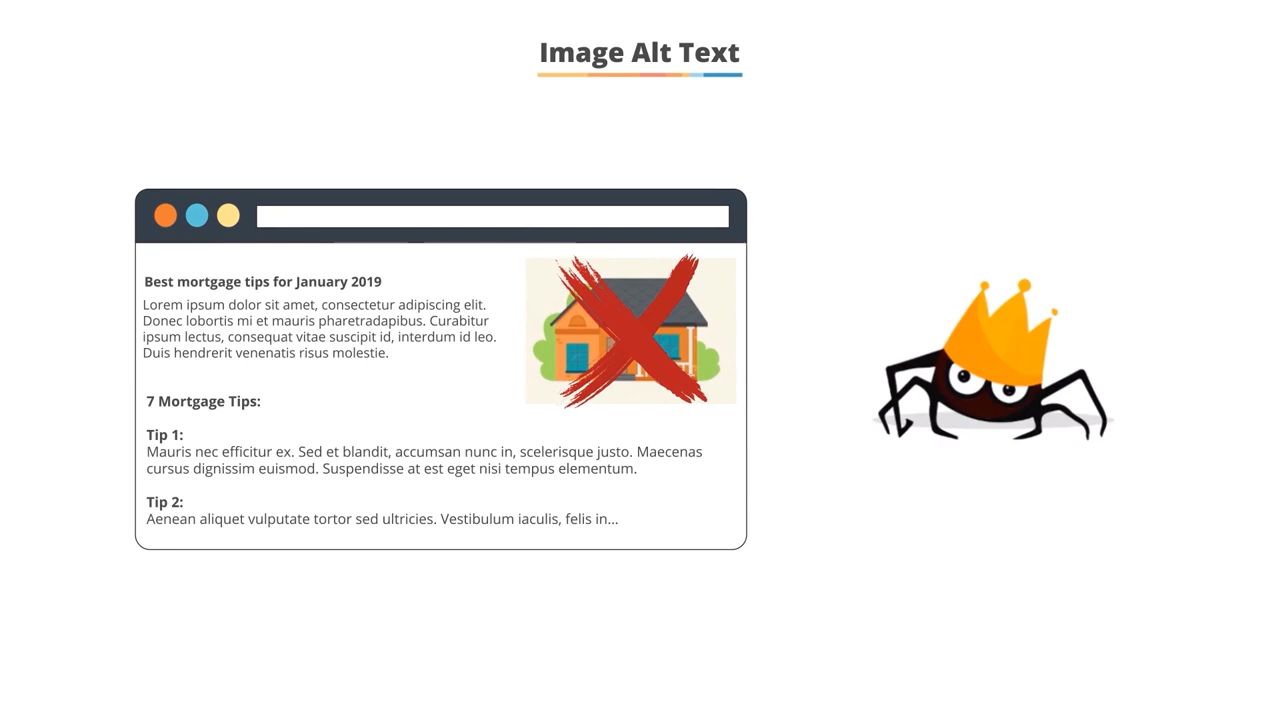 Image Alt Text
Best mortgage tips for January 2019
Lorem ipsum dolor sit amet, consectetur adipiscing elit.
Donec lobortis mi et mauris pharetradapibus. Curabitur
ipsum lectus, consequat vitae suscipit id, interdum id leo.
Duis hendrerit venenatis risus molestie.
7 Mortgage Tips:
Tip 1:
Mauris nec efficitur ex. Sed et blandit, accumsan nunc in, scelerisque justo. Maecenas
cursus dignissim euismod. Suspendisse at est eget nisi tempus elementum.
Tip 2:
Aenean aliquet vulputate tortor sed ultricies. Vestibulum iaculis, felis in...